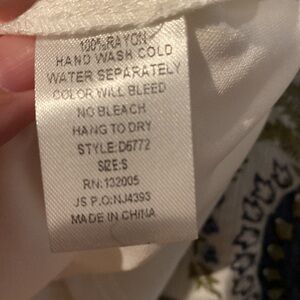 100% RAYON
HAND WASH COLD
WATER SEPARATELY
COLOR WILL BLEED
NO BLEACH
HANG TO DRY
STYLE:D6772
SIZE:S
RN:132005
JS P.O:NJ4393
MADE IN CHINA